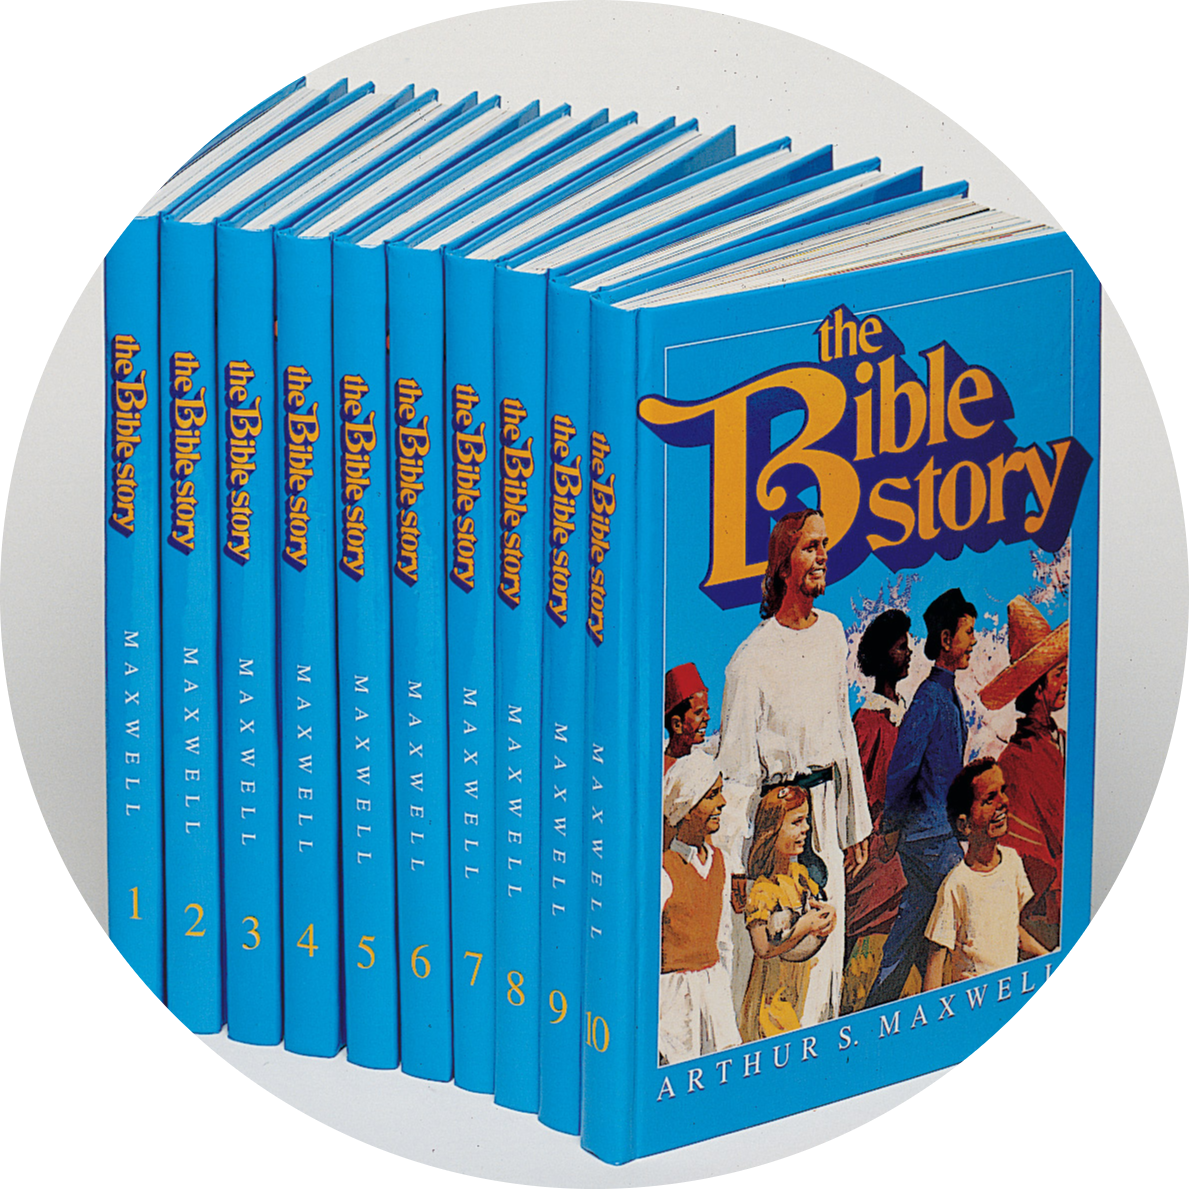 the Bible story
MAXWELL
1
the Bible story
MAXWELL
2
the Bible story
MAXWELL
3
the Bible story
MAXWELL
4
the Bible story
MAXWELL
5
the Bible story
MAXWELL
6
the Bible story
MAXWELL
7
the Bible story
MAXWELL
8
the Bible story
MAXWELL
9
the Bible story
MAXWELL
10
the
Bible
story
ARTHUR S. MAXWELL